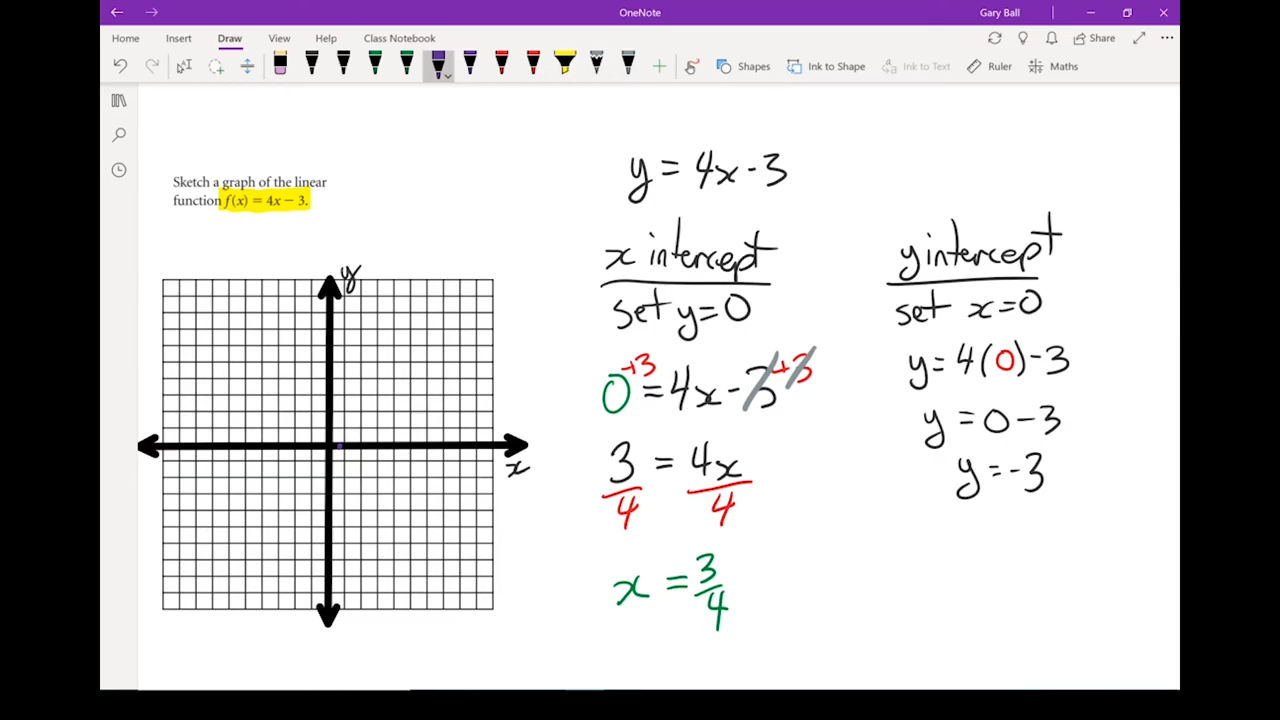 OneNote
Gary Ball
Home Insert Draw View Help Class Notebook
Share
Shapes Ink to Shape Ink to Text Ruler Maths
Sketch a graph of the linear
function f(x) = 4x − 3.
y
x
y = 4x - 3
x intercept
set y = 0
0 +3 = 4x - 3 +3
3 = 4x
4 4
x = 3/4
y intercept
set x = 0
y = 4(0) - 3
y = 0 - 3
y = -3